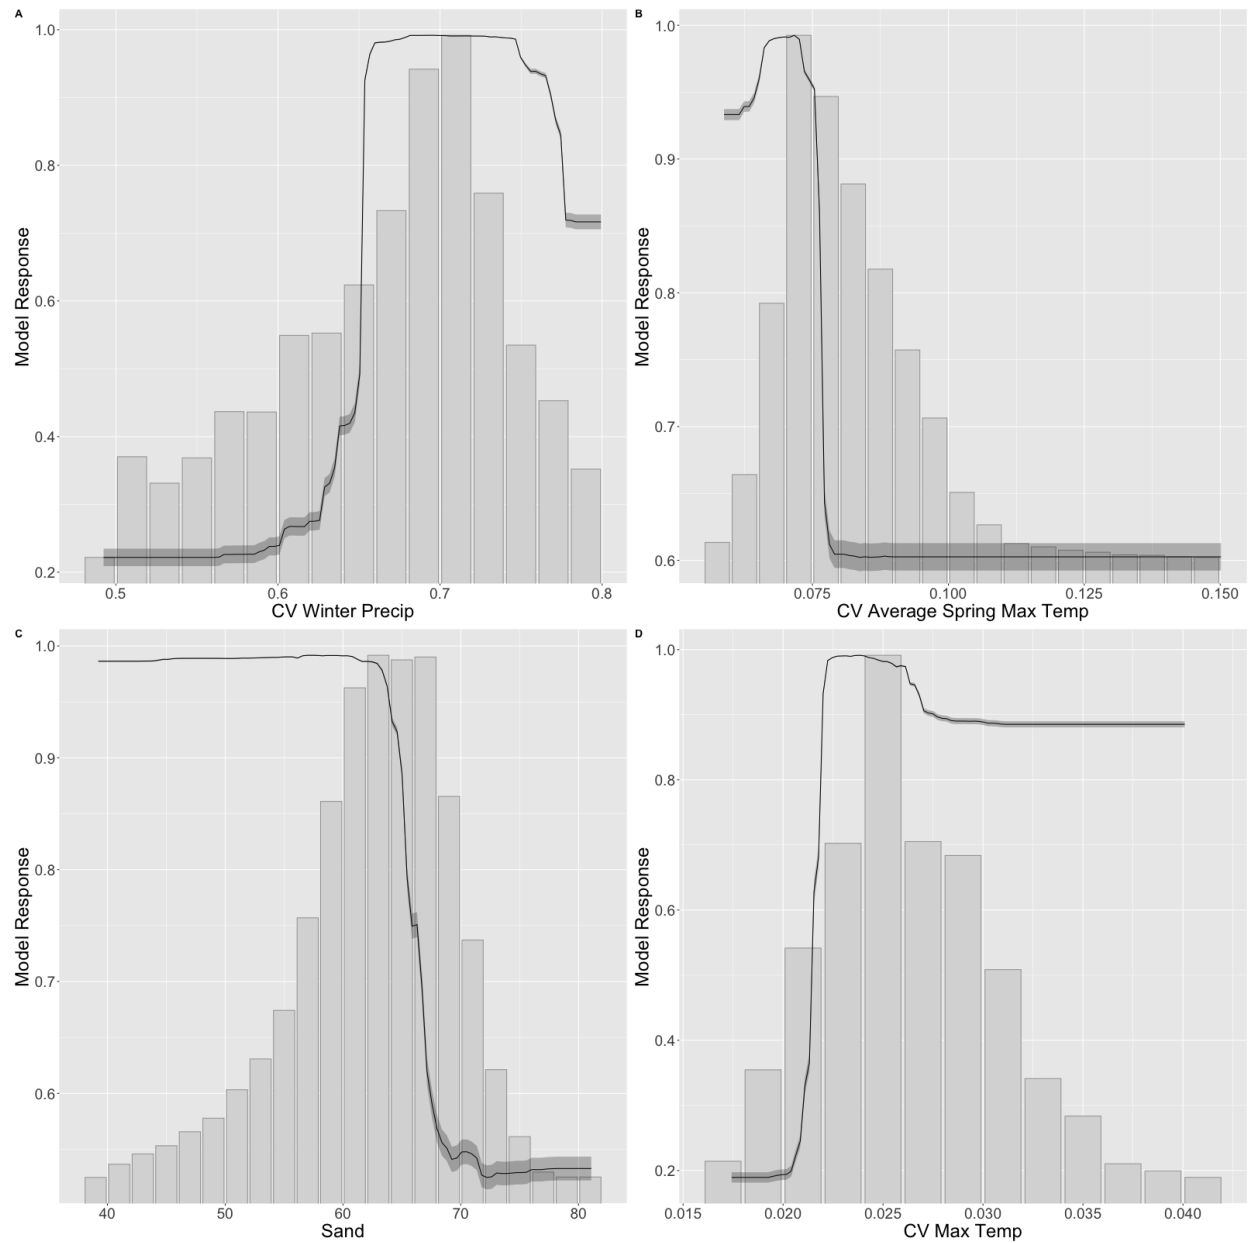 A
1.0
0.8
0.6
0.4
0.2
Model Response
0.5 0.6 0.7 0.8
CV Winter Precip
B
1.0
0.9
0.8
0.7
0.6
Model Response
0.075 0.100 0.125 0.150
CV Average Spring Max Temp
C
1.0
0.9
0.8
0.7
0.6
Model Response
40 50 60 70 80
Sand
D
1.0
0.8
0.6
0.4
0.2
Model Response
0.015 0.020 0.025 0.030 0.035 0.040
CV Max Temp